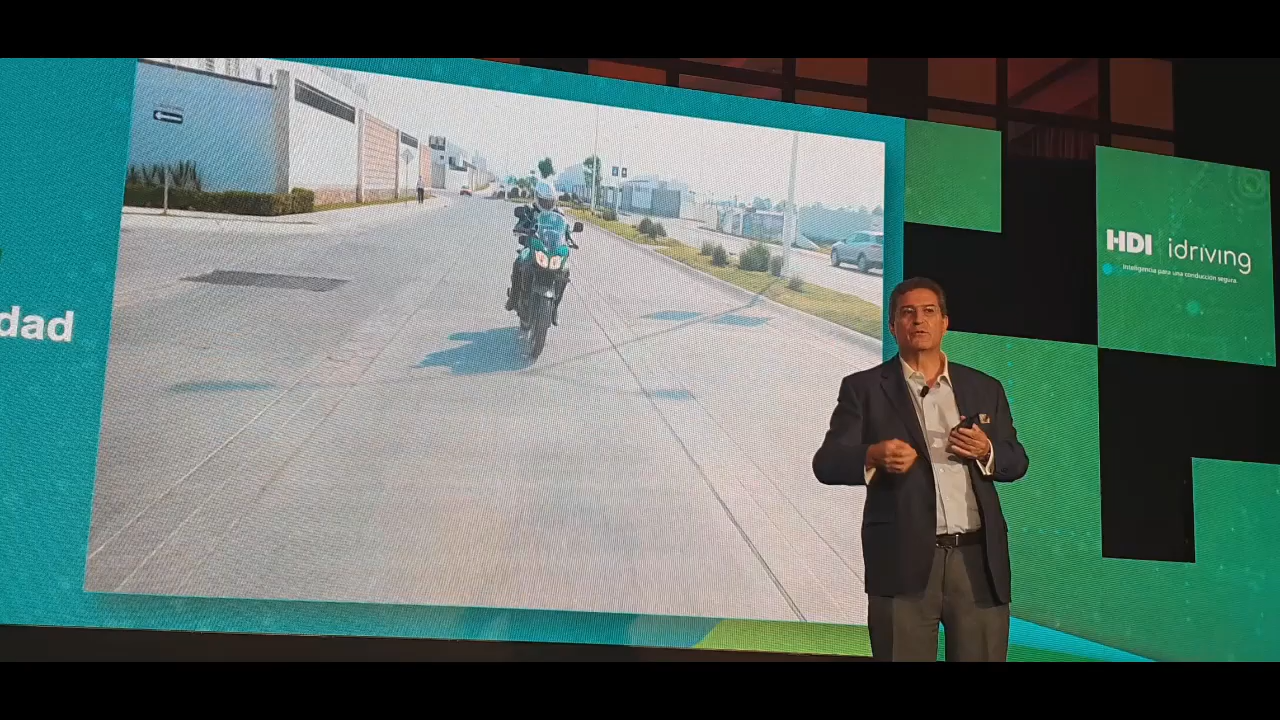 dad
HDI idriving
Inteligencia para una conducción segura.